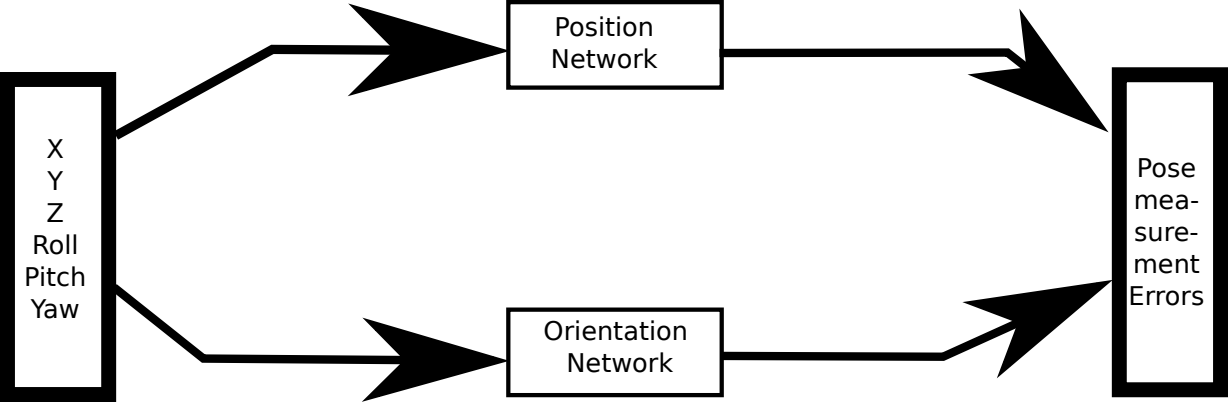 X
Y
Z
Roll
Pitch
Yaw
Position
Network
Orientation
Network
Pose
mea-
sure-
ment
Errors